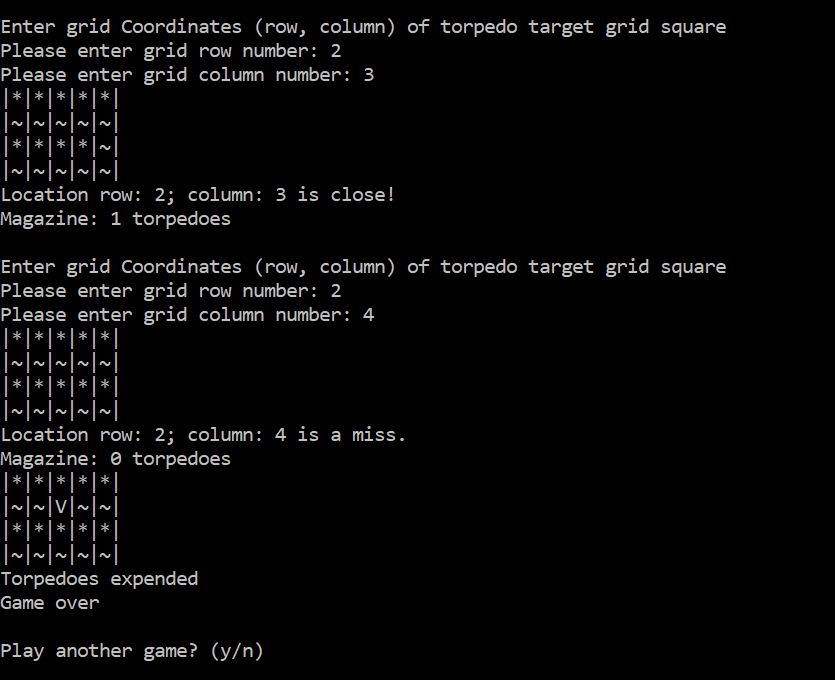 Enter grid Coordinates (row, column) of torpedo target grid square
Please enter grid row number: 2
Please enter grid column number: 3
|*|*|*|*|*|
|~|~|~|~|~|
|*|*|*|*|~|
|~|~|~|~|~|
Location row: 2; column: 3 is close!
Magazine: 1 torpedoes
Enter grid Coordinates (row, column) of torpedo target grid square
Please enter grid row number: 2
Please enter grid column number: 4
|*|*|*|*|*|
|~|~|~|~|~|
|*|*|*|*|*|
|~|~|~|~|~|
Location row: 2; column: 4 is a miss.
Magazine: 0 torpedoes
|*|*|*|*|*|
|~|~|V|~|~|
|*|*|*|*|*|
|~|~|~|~|~|
Torpedoes expended
Game over
Play another game? (y/n)